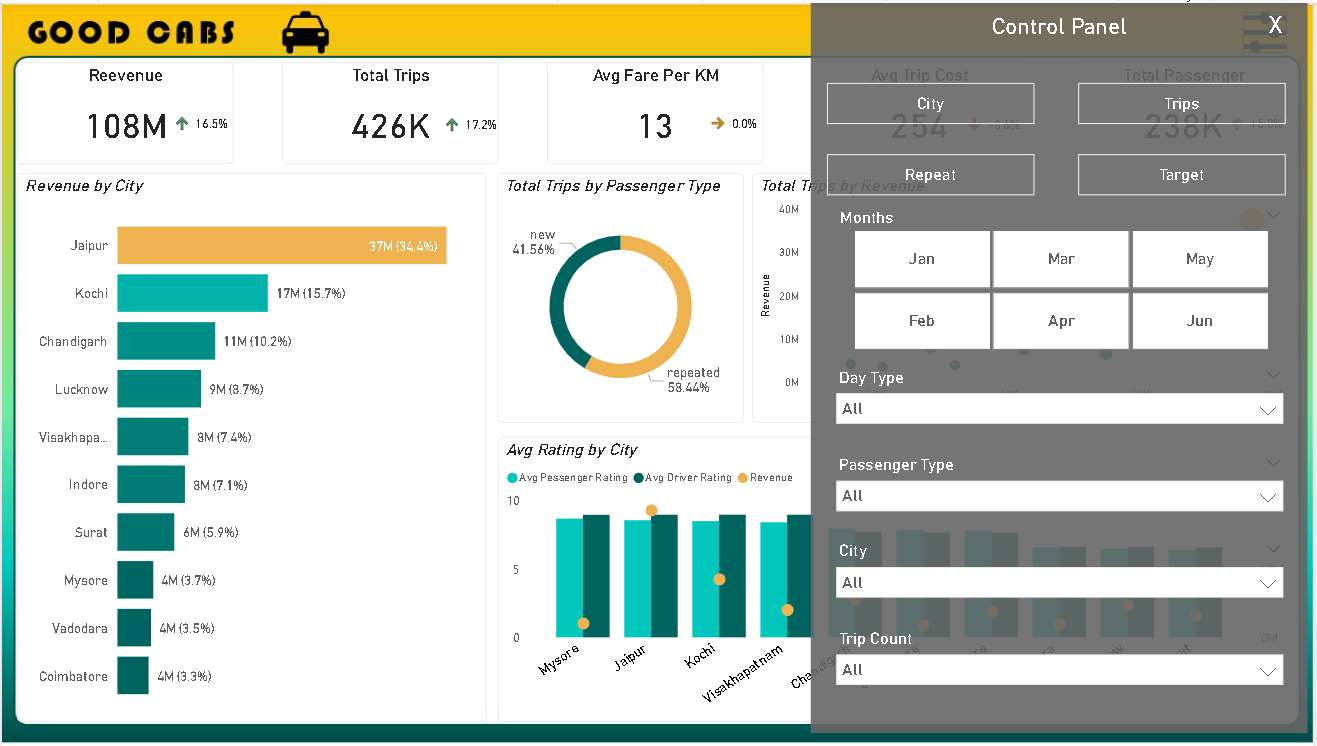 GOOD CABS
Control Panel
X
Reevenue
108M
16.5%
Total Trips
426K
17.2%
Avg Fare Per KM
13
0.0%
Avg Trip Cost
254
-0.6%
Total Passenger
238K
15.0%
City
Trips
Repeat
Target
Months
Jan
Mar
May
Feb
Apr
Jun
Day Type
All
Passenger Type
All
City
All
Trip Count
All
Revenue by City
Jaipur
37M (34.4%)
Kochi
17M (15.7%)
Chandigarh
11M (10.2%)
Lucknow
9M (8.7%)
Visakhapa...
8M (7.4%)
Indore
8M (7.1%)
Surat
6M (5.9%)
Mysore
4M (3.7%)
Vadodara
4M (3.5%)
Coimbatore
4M (3.3%)
Total Trips by Passenger Type
new
41.56%
repeated
58.44%
Total Trips by Revenue
Revenue
40M
30M
20M
10M
0M
Avg Rating by City
Avg Pessenger Rating
Avg Driver Rating
Revenue
10
5
0
0M
Mysore
Jaipur
Kochi
Visakhapatnam